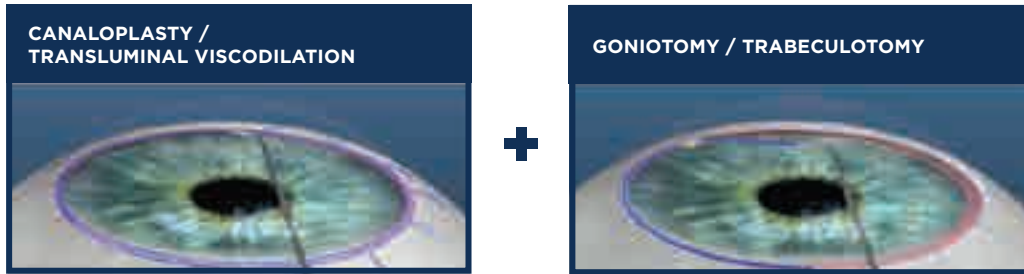 CANALOPLASTY /
TRANSLUMINAL VISCODILATION
GONIOTOMY / TRABECULOTOMY